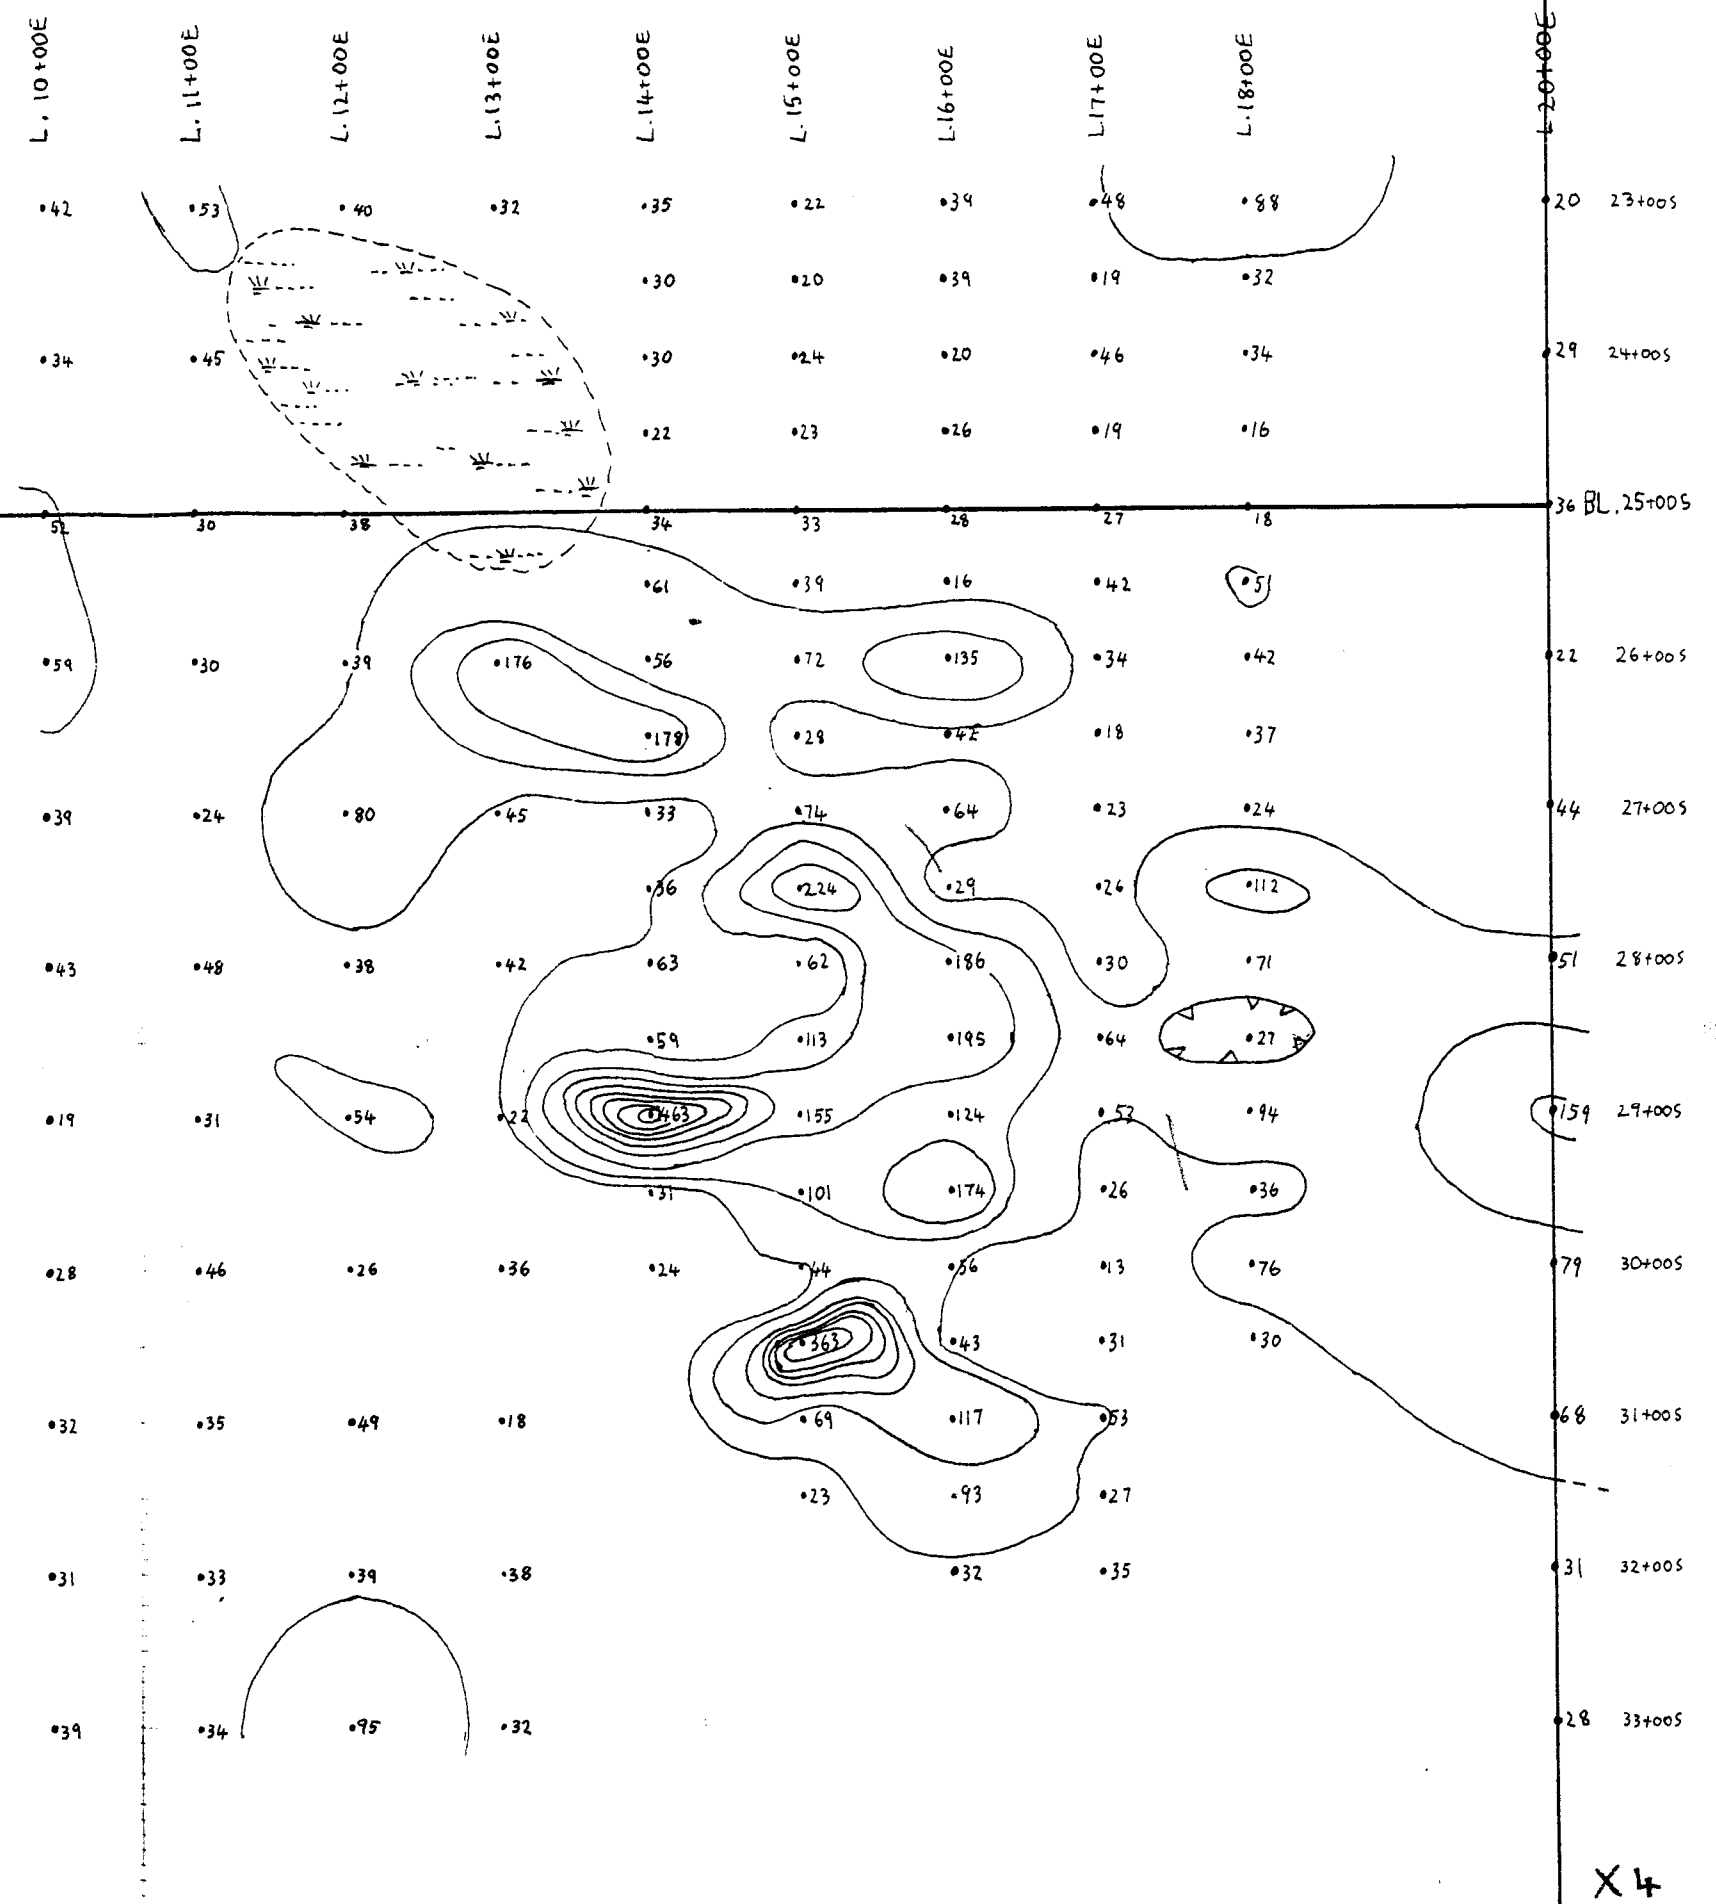 L.10+00E L.11+00E L.12+00E L.13+00E L.14+00E L.15+00E L.16+00E L.17+00E L.18+00E L.20+00E
42 53 40 32 35 22 39 48 88 20 23+00S
30 20 39 19 32
34 45 30 24 20 46 34 29 24+00S
22 23 26 19 16
52 30 38 34 33 28 27 18 36 BL.25+00S
61 39 16 42 51
59 30 39 176 56 72 135 34 42 22 26+00S
178 28 42 18 37
39 24 80 45 33 74 64 23 24 44 27+00S
36 224 29 26 112
43 48 38 42 63 62 186 30 71 51 28+00S
59 113 195 64 27
19 31 54 22 463 155 124 53 94 159 29+00S
31 101 174 26 36
28 46 26 36 24 44 56 13 76 79 30+00S
363 43 31 30
32 35 49 18 69 117 53 68 31+00S
23 93 27
31 33 39 38 32 35 31 32+00S
39 34 95 32 28 33+00S
X4